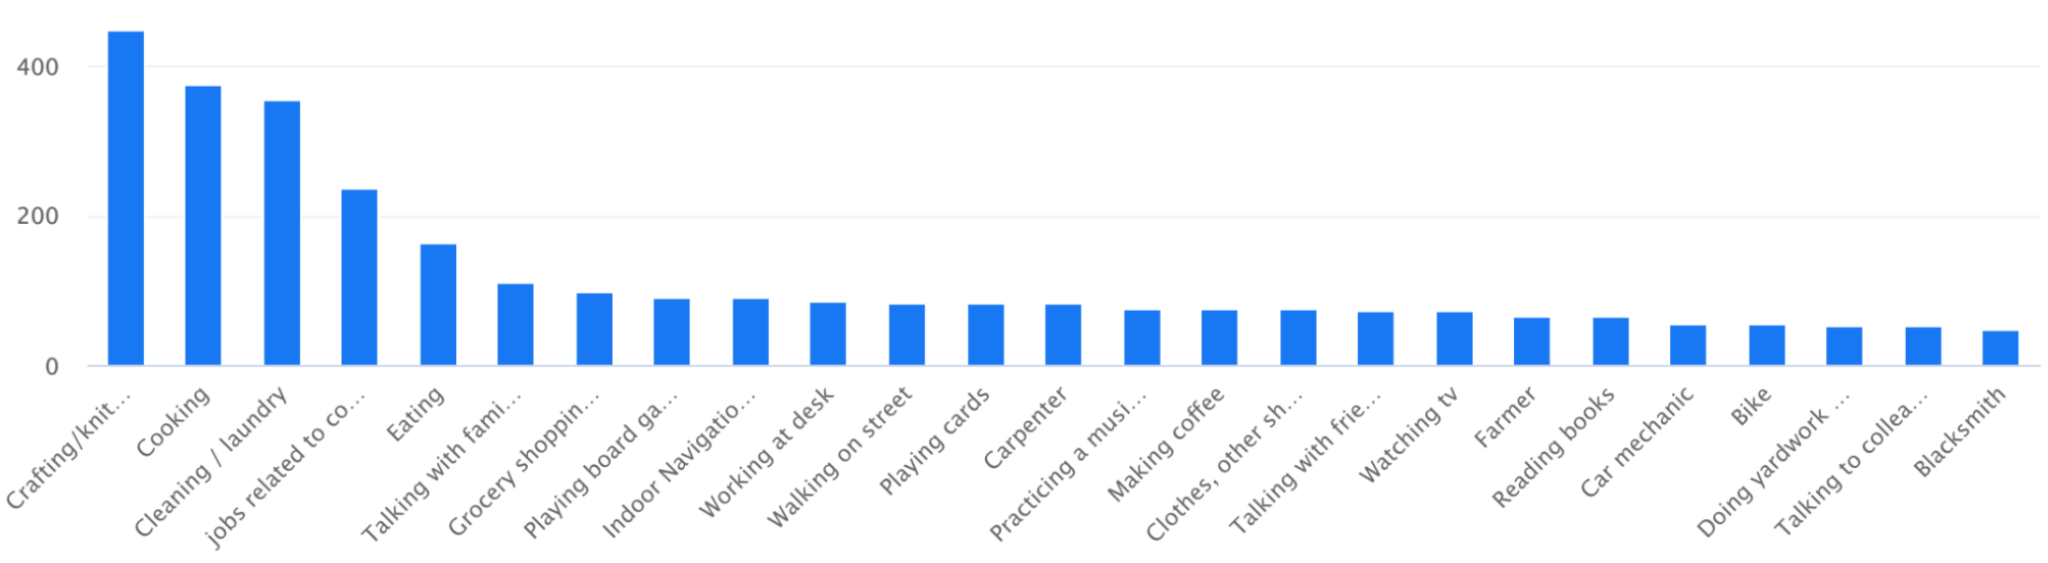 400
200
0
Crafting/knit...
Cooking
Cleaning / laundry
jobs related to co...
Eating
Talking with fami...
Grocery shoppin...
Playing board ga...
Indoor Navigatio...
Working at desk
Walking on street
Playing cards
Carpenter
Practicing a musi...
Making coffee
Clothes, other sh...
Talking with frie...
Watching tv
Farmer
Reading books
Car mechanic
Bike
Doing yardwork ...
Talking to collea...
Blacksmith